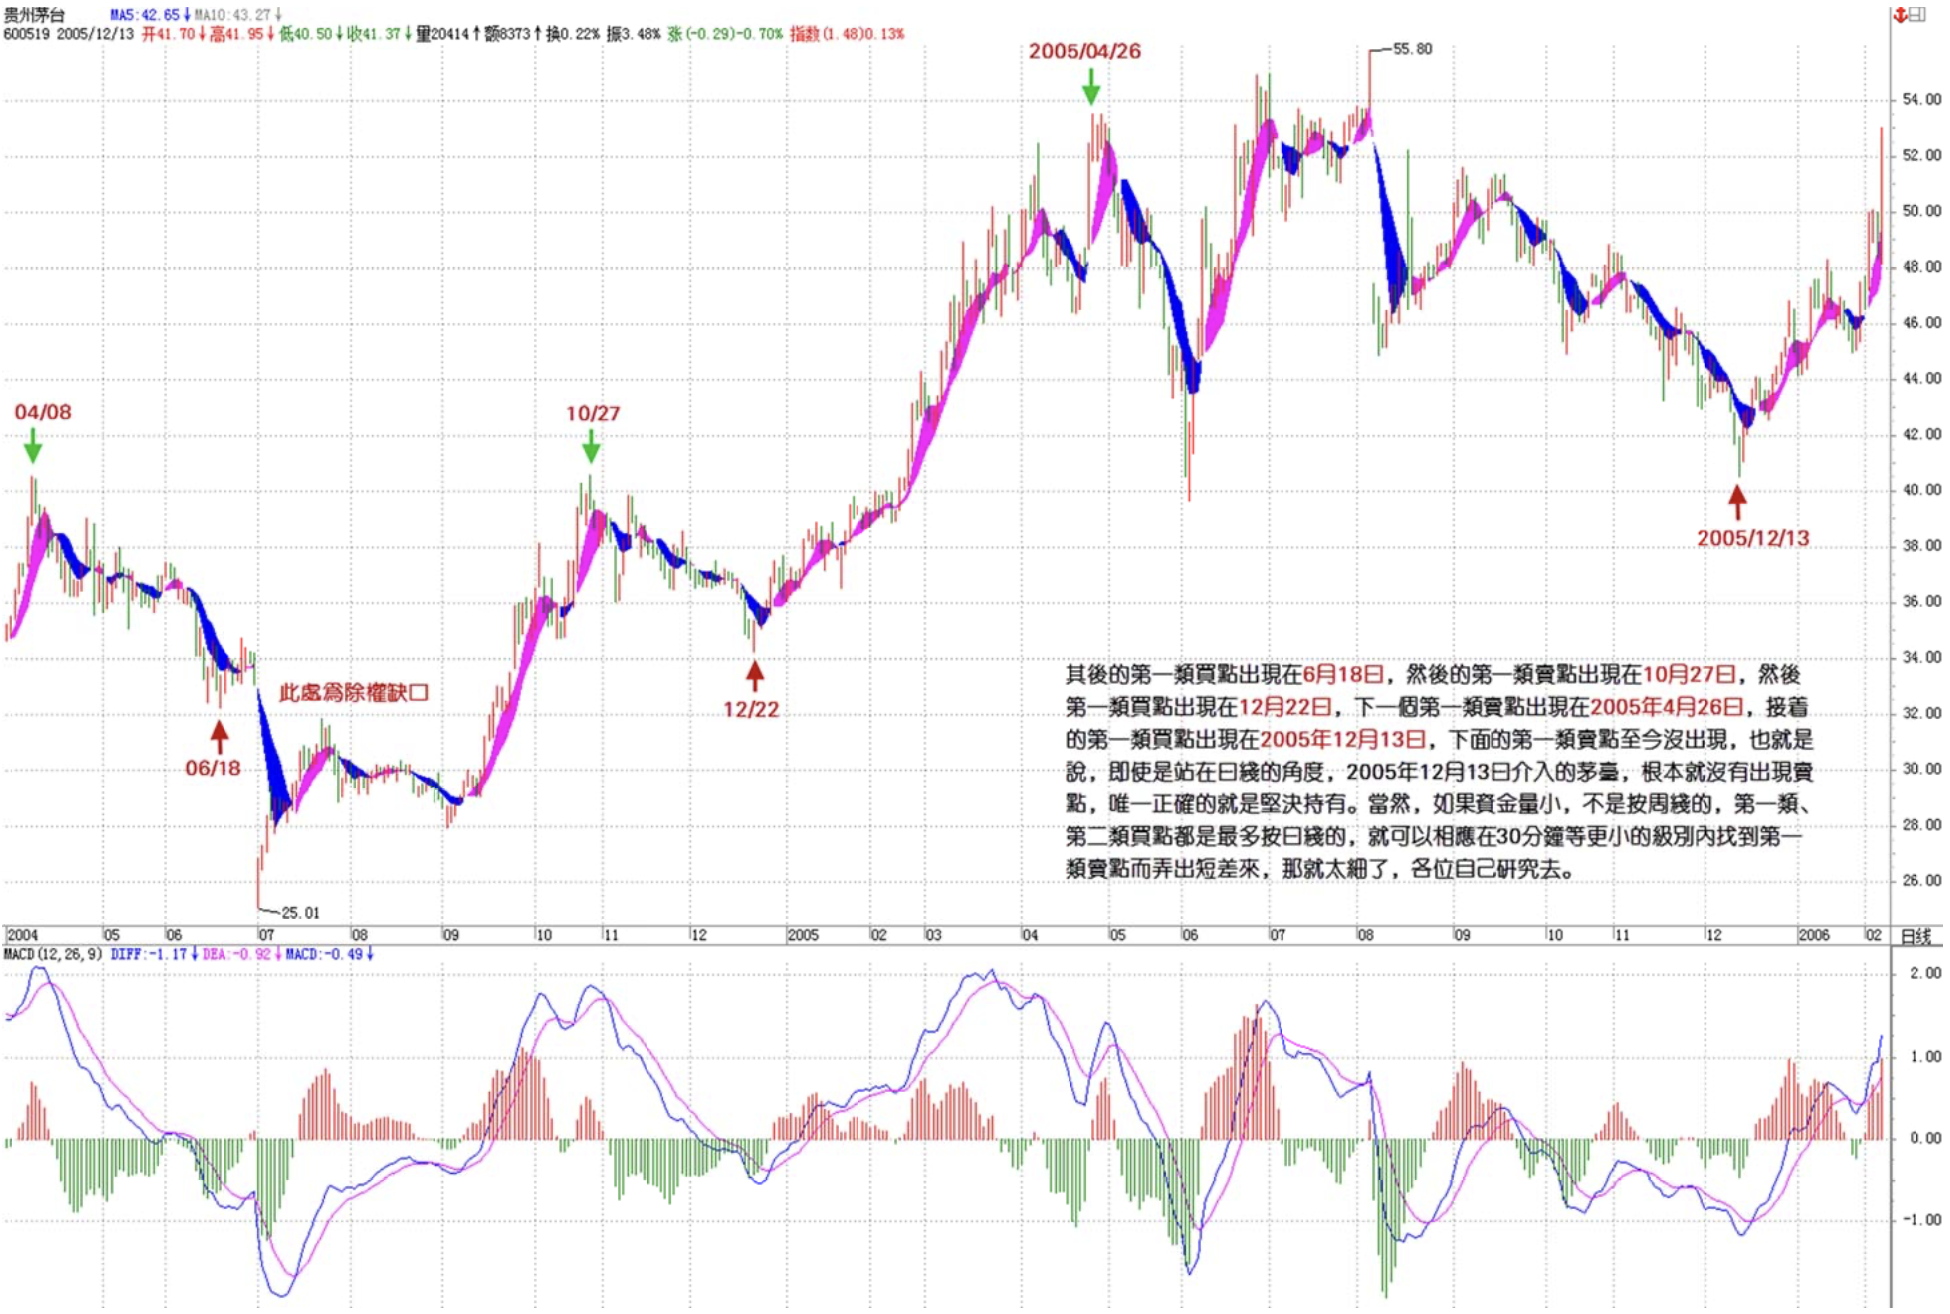 贵州茅台 MA5:42.65↓MA10:43.27↓
600519 2005/12/13 开41.70↓高41.95↓低40.50↓收41.37↓量20414↑额8373↑换0.22% 振3.48% 涨(-0.29)-0.70% 指数(1.48)0.13%
2005/04/26
55.80
54.00
52.00
50.00
48.00
46.00
44.00
04/08
10/27
42.00
40.00
2005/12/13
38.00
36.00
34.00
此處為除權缺口
12/22
06/18
32.00
30.00
28.00
26.00
25.01
其後的第一類買點出現在6月18日，然後的第一類賣點出現在10月27日，然後
第一類買點出現在12月22日，下一個第一類賣點出現在2005年4月26日，接着
的第一類買點出現在2005年12月13日，下面的第一類賣點至今沒出現，也就是
說，即使是站在日綫的角度，2005年12月13日介入的茅臺，根本就沒有出現賣
點，唯一正確的就是堅決持有。當然，如果資金量小，不是按周綫的，第一類、
第二類買點都是最多按日綫的，就可以相應在30分鐘等更小的級別內找到第一
類賣點而弄出短差來，那就太細了，各位自己研究去。
2004 05 06 07 08 09 10 11 12 2005 02 03 04 05 06 07 08 09 10 11 12 2006 02 日线
MACD(12,26,9) DIFF:-1.17↓DEA:-0.92↓MACD:-0.49↓
2.00
1.00
0.00
-1.00